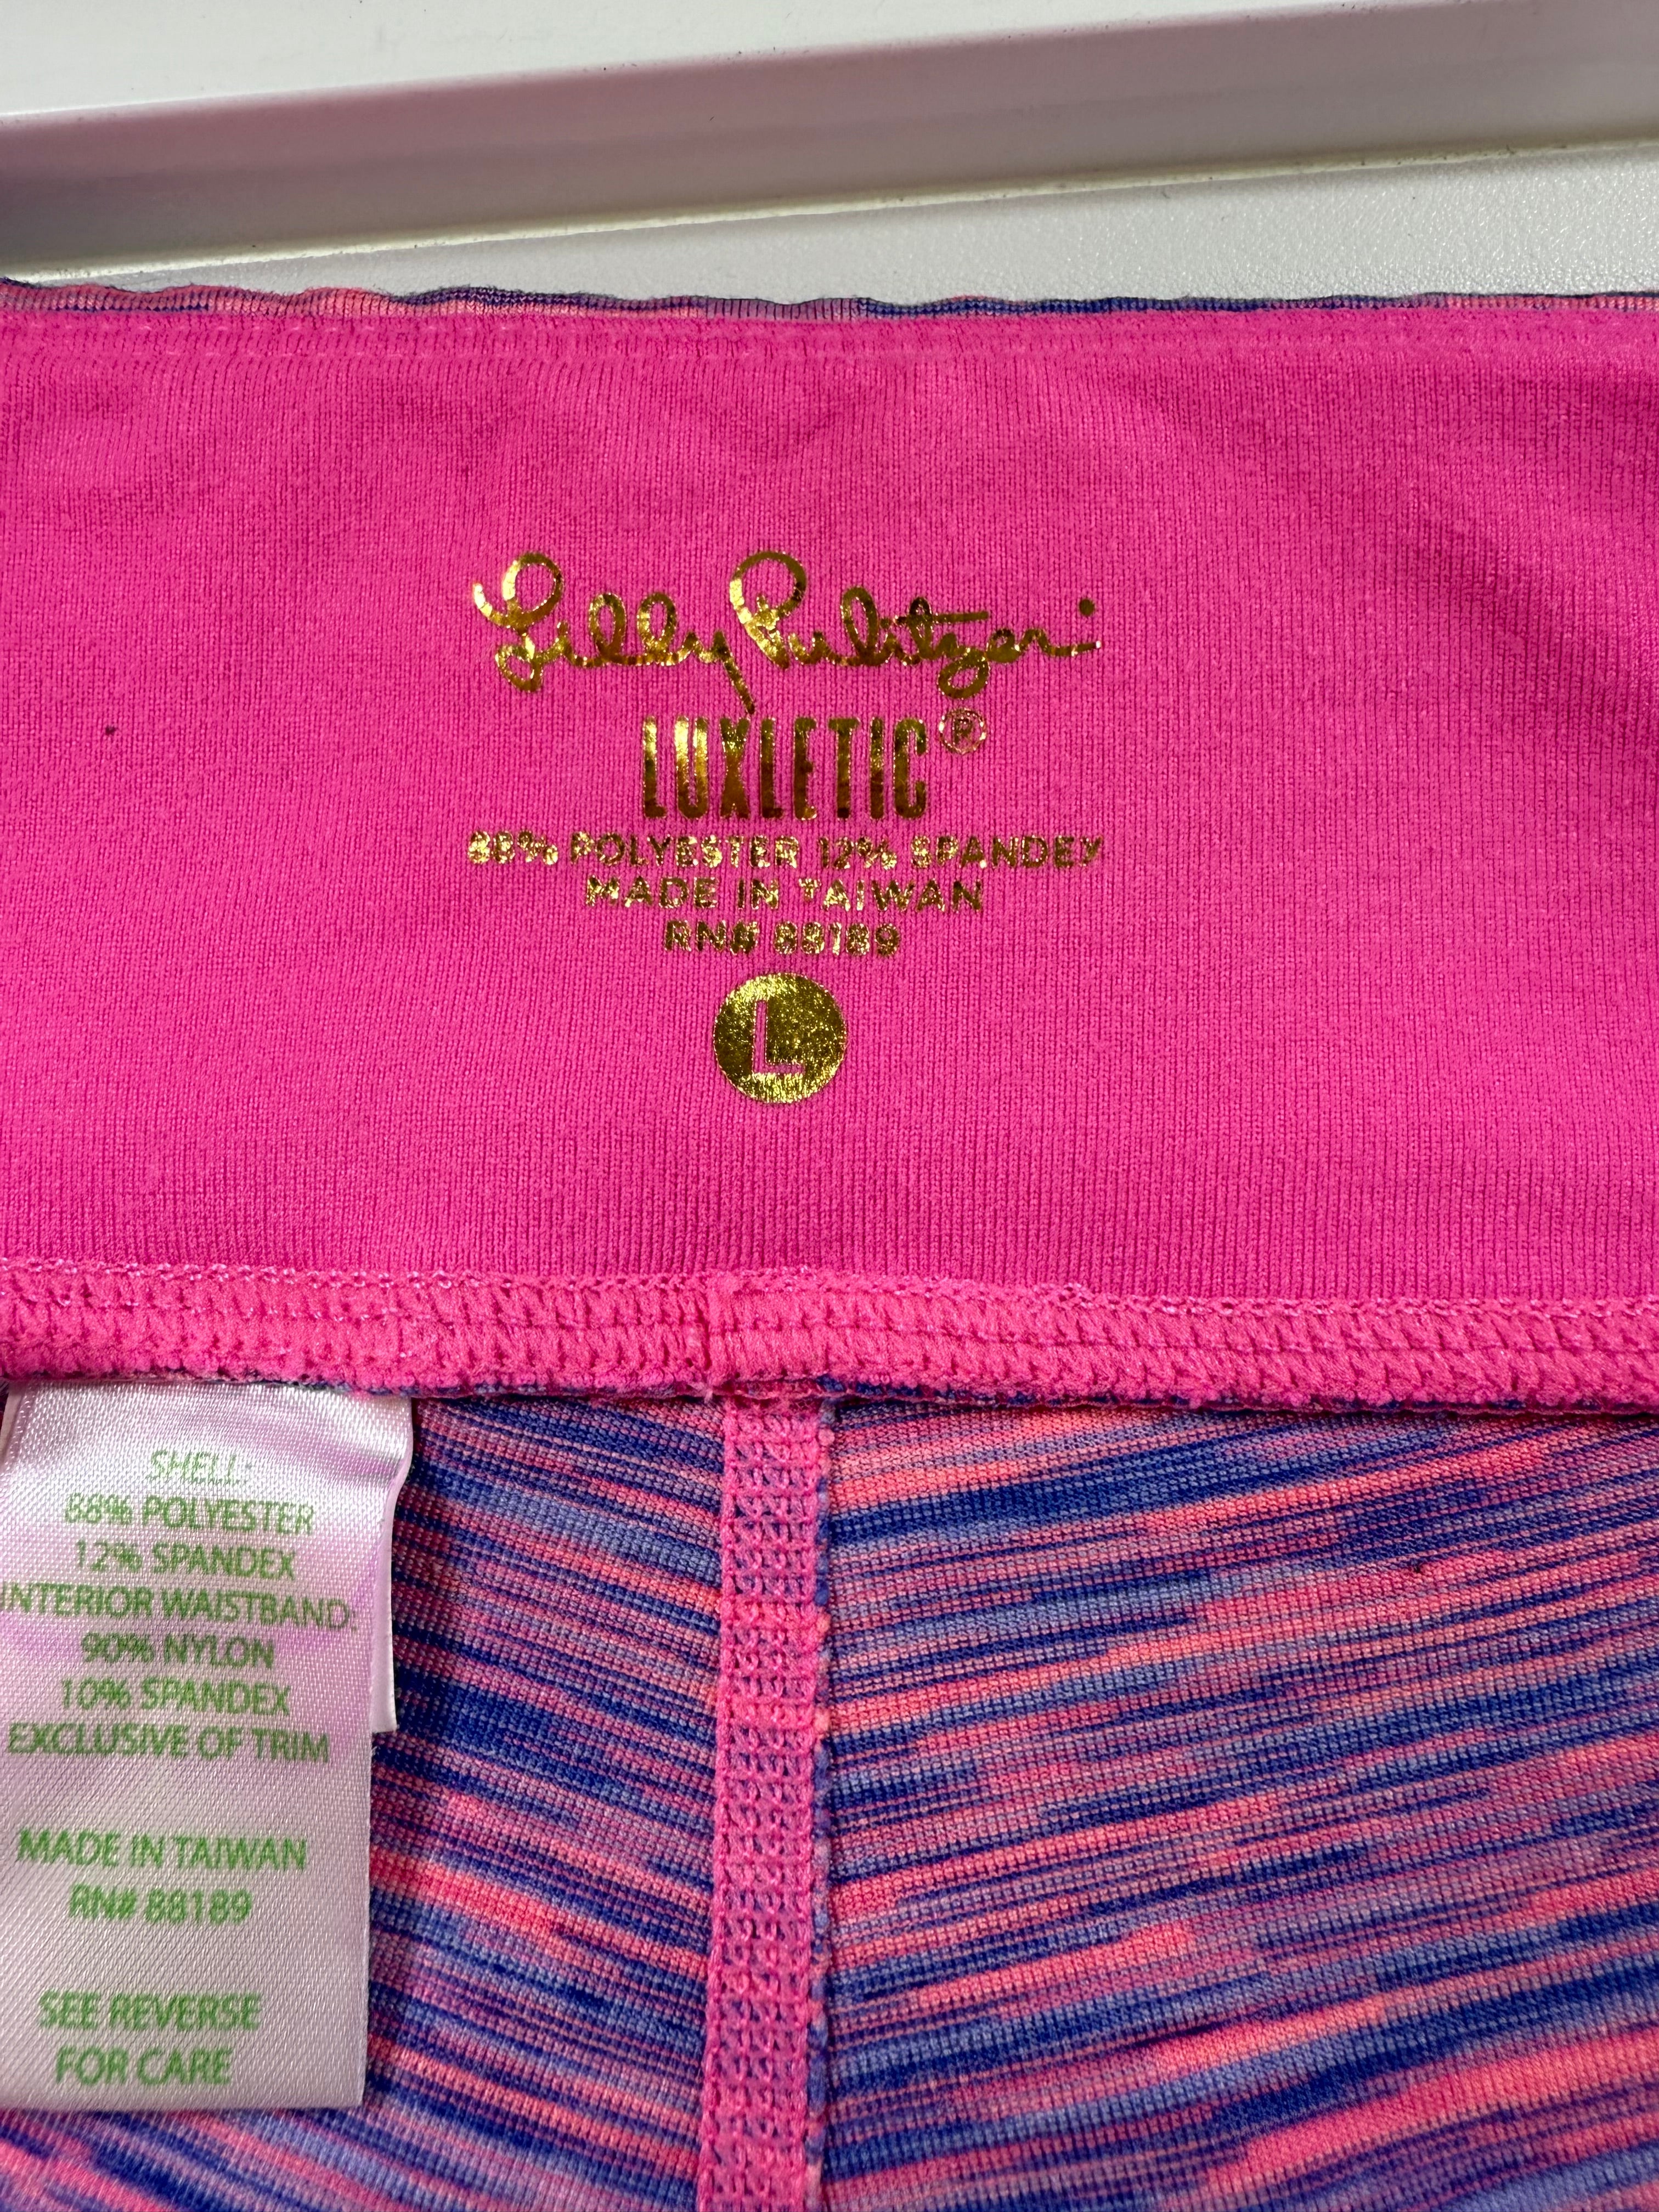 Lilly Pulitzer
LUXLETIC®
88% POLYESTER 12% SPANDEX
MADE IN TAIWAN
RN# 88189
L
SHELL:
88% POLYESTER
12% SPANDEX
INTERIOR WAISTBAND:
90% NYLON
10% SPANDEX
EXCLUSIVE OF TRIM
MADE IN TAIWAN
RN# 88189
SEE REVERSE
FOR CARE